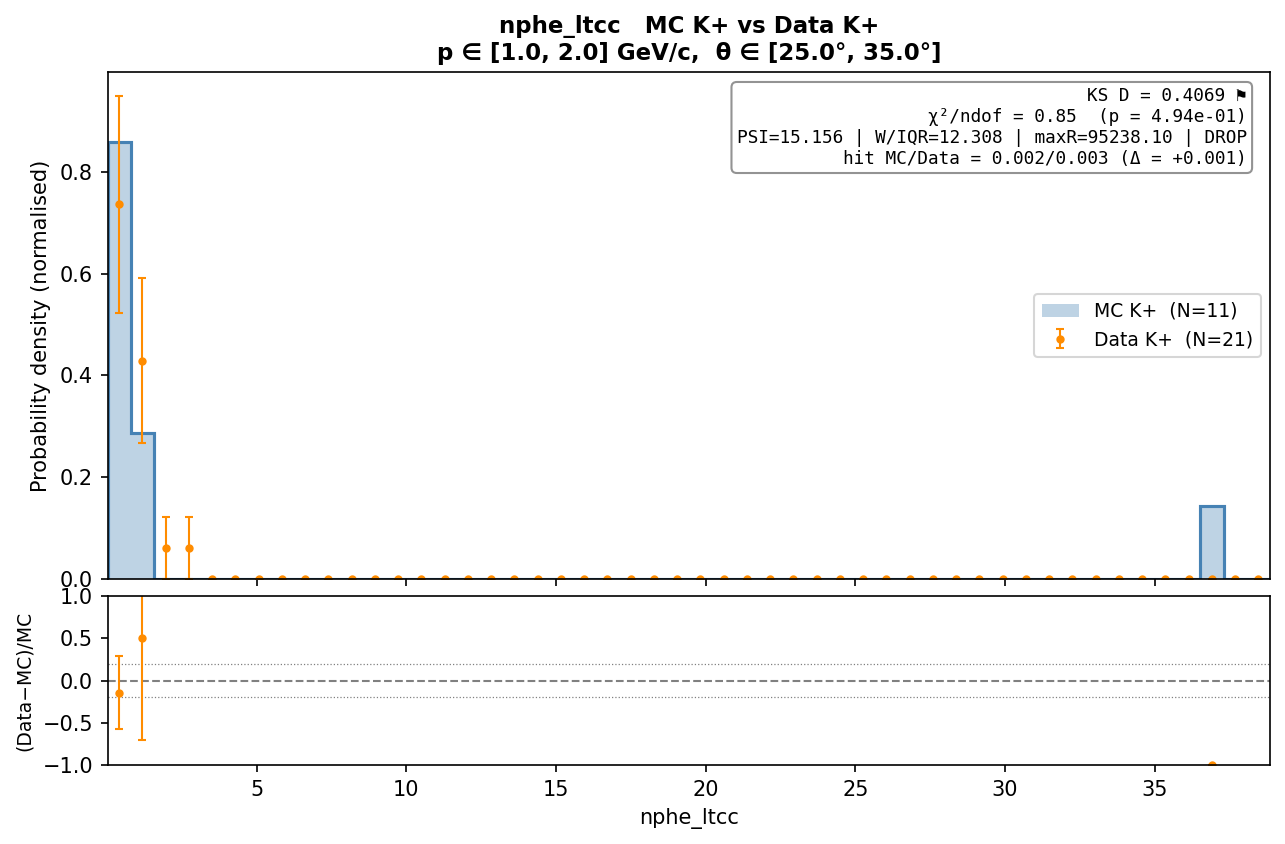 nphe_ltcc   MC K+ vs Data K+
p ∈ [1.0, 2.0] GeV/c,  θ ∈ [25.0°, 35.0°]
KS D = 0.4069 ⚑
χ²/ndof = 0.85  (p = 4.94e-01)
PSI=15.156 | W/IQR=12.308 | maxR=95238.10 | DROP
hit MC/Data = 0.002/0.003 (Δ = +0.001)
MC K+  (N=11)
Data K+  (N=21)
Probability density (normalised)
0.8
0.6
0.4
0.2
0.0
(Data−MC)/MC
1.0
0.5
0.0
−0.5
−1.0
5 10 15 20 25 30 35
nphe_ltcc